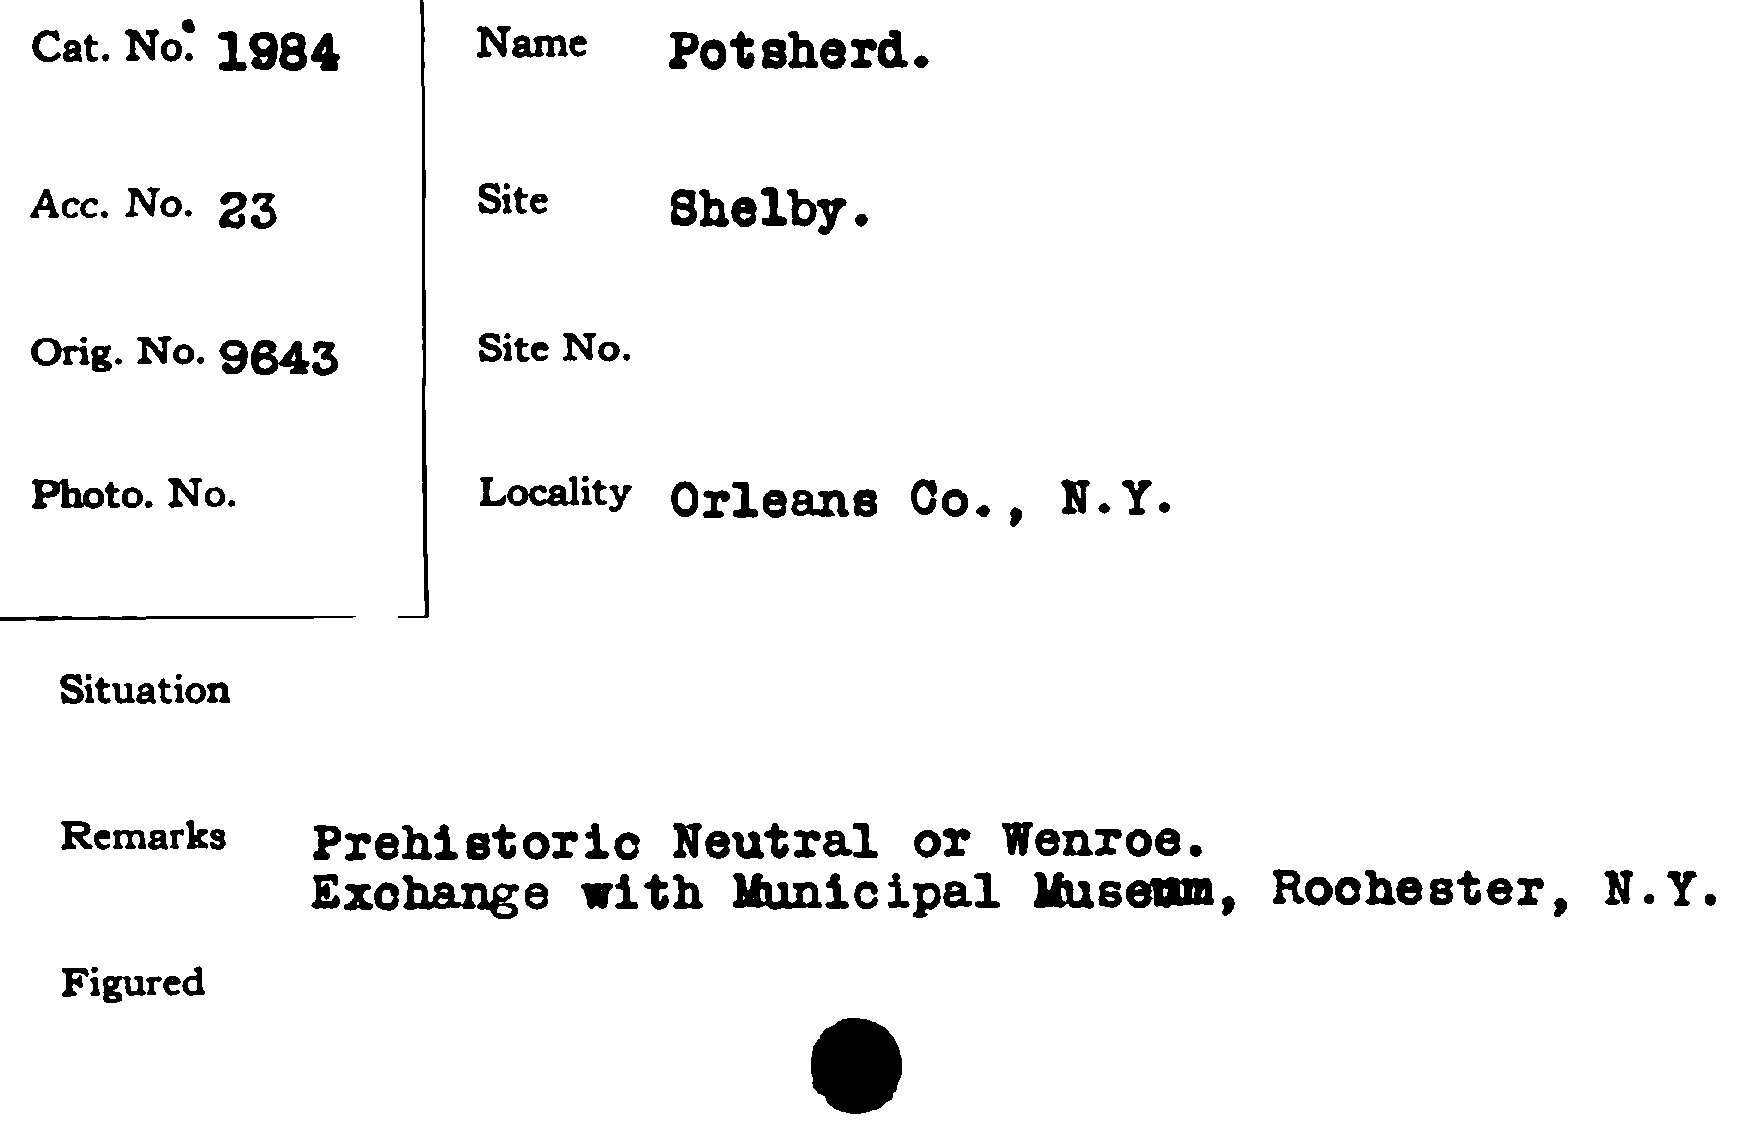 Cat. No. 1984
Acc. No. 23
Orig. No. 9643
Photo. No.
Name Potsherd.
Site Shelby.
Site No.
Locality Orleans Co., N.Y.
Situation
Remarks Prehistoric Neutral or Wenroe.
Exchange with Municipal Museum, Rochester, N.Y.
Figured